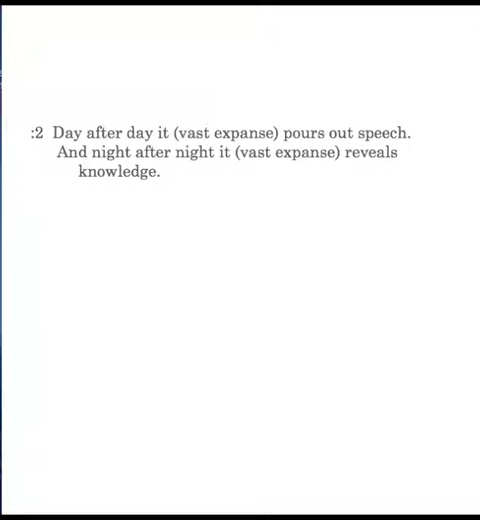 :2 Day after day it (vast expanse) pours out speech.
And night after night it (vast expanse) reveals
knowledge.